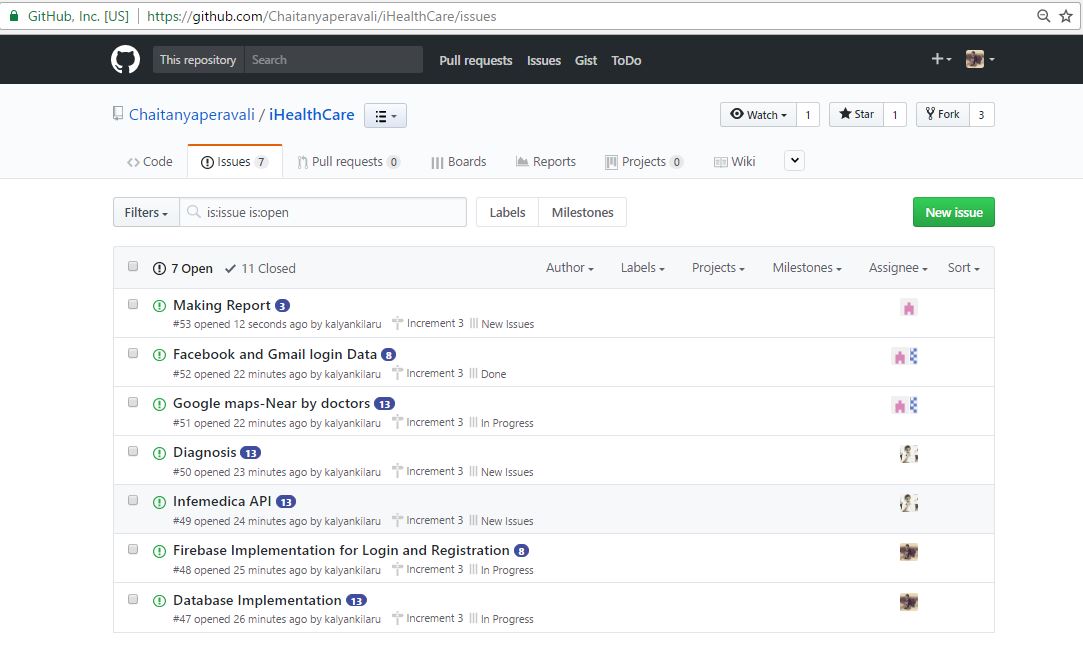 GitHub, Inc. [US] https://github.com/Chaitanyaperavali/iHealthCare/issues
This repository Search Pull requests Issues Gist ToDo
Chaitanyaperavali / iHealthCare Watch 1 Star 1 Fork 3
Code Issues 7 Pull requests 0 Boards Reports Projects 0 Wiki
Filters is:issue is:open Labels Milestones New issue
7 Open 11 Closed Author Labels Projects Milestones Assignee Sort
Making Report 3
#53 opened 12 seconds ago by kalyankilaru Increment 3 New Issues
Facebook and Gmail login Data 8
#52 opened 22 minutes ago by kalyankilaru Increment 3 Done
Google maps-Near by doctors 13
#51 opened 22 minutes ago by kalyankilaru Increment 3 In Progress
Diagnosis 13
#50 opened 23 minutes ago by kalyankilaru Increment 3 New Issues
Infemedica API 13
#49 opened 24 minutes ago by kalyankilaru Increment 3 New Issues
Firebase Implementation for Login and Registration 8
#48 opened 25 minutes ago by kalyankilaru Increment 3 In Progress
Database Implementation 13
#47 opened 26 minutes ago by kalyankilaru Increment 3 In Progress